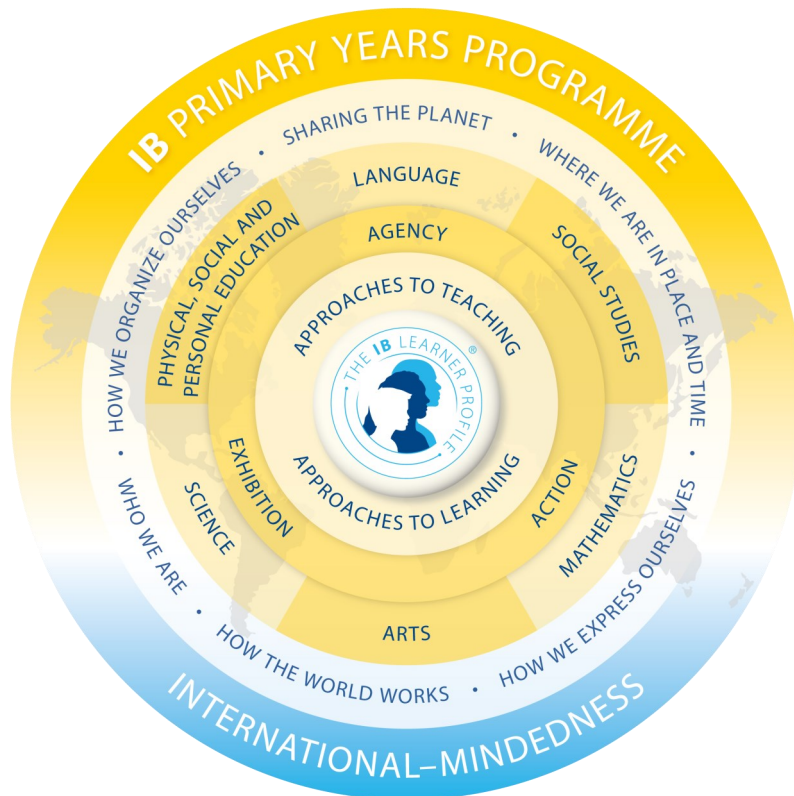 IB PRIMARY YEARS PROGRAMME
SHARING THE PLANET
•
WHERE WE ARE IN PLACE AND TIME
•
HOW WE EXPRESS OURSELVES
•
HOW THE WORLD WORKS
•
WHO WE ARE
•
HOW WE ORGANIZE OURSELVES
•
LANGUAGE
SOCIAL STUDIES
MATHEMATICS
ARTS
SCIENCE
PHYSICAL, SOCIAL AND
PERSONAL EDUCATION
AGENCY
ACTION
EXHIBITION
APPROACHES TO TEACHING
APPROACHES TO LEARNING
THE IB LEARNER PROFILE®
INTERNATIONAL–MINDEDNESS